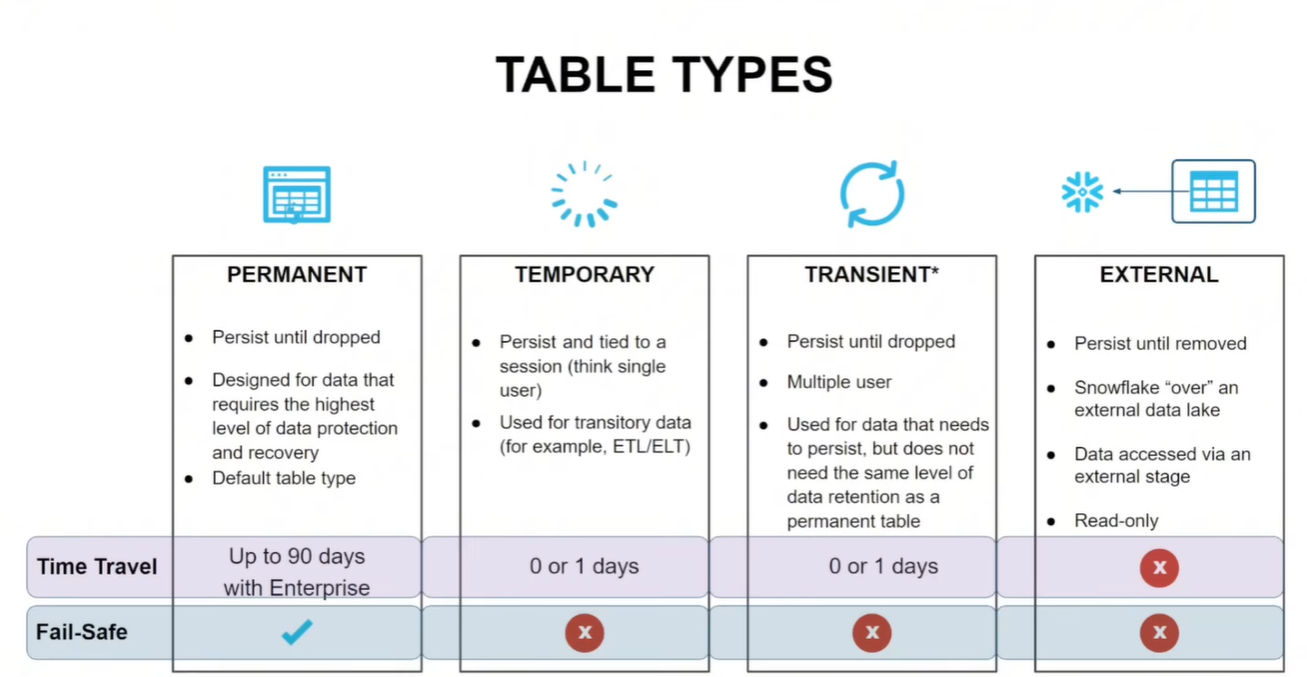 TABLE TYPES
PERMANENT
● Persist until dropped
● Designed for data that
requires the highest
level of data protection
and recovery
● Default table type
TEMPORARY
● Persist and tied to a
session (think single
user)
● Used for transitory data
(for example, ETL/ELT)
TRANSIENT*
● Persist until dropped
● Multiple user
● Used for data that needs
to persist, but does not
need the same level of
data retention as a
permanent table
EXTERNAL
● Persist until removed
● Snowflake “over” an
external data lake
● Data accessed via an
external stage
● Read-only
Time Travel
Up to 90 days
with Enterprise
0 or 1 days
0 or 1 days
X
Fail-Safe
X
X
X